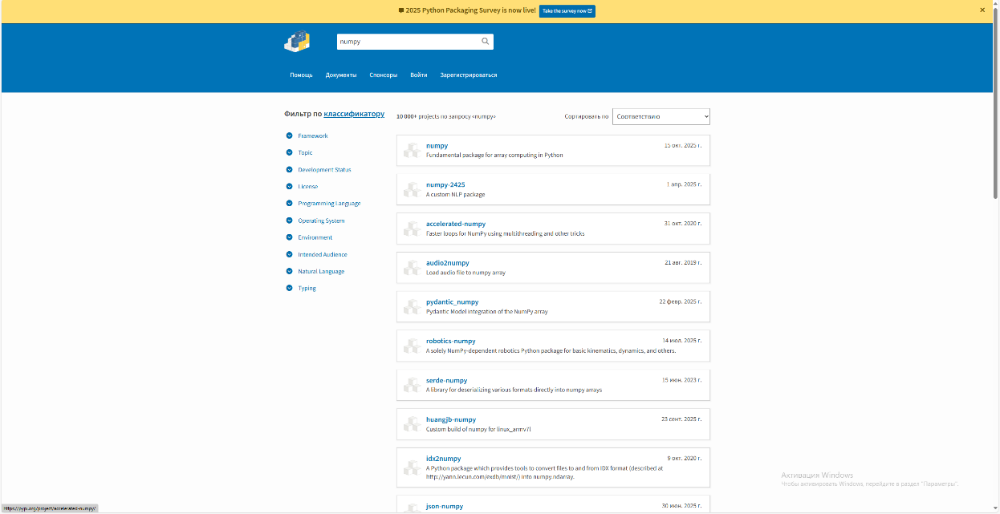 2025 Python Packaging Survey is now live! Take the survey now
numpy
Помощь Документы Спонсоры Войти Зарегистрироваться
Фильтр по классификатору
Framework
Topic
Development Status
License
Programming Language
Operating System
Environment
Intended Audience
Natural Language
Typing
10 000+ projects по запросу «numpy»
Сортировать по Соответствию
numpy 15 окт. 2025 г.
Fundamental package for array computing in Python
numpy-2425 1 апр. 2025 г.
A custom NLP package
accelerated-numpy 31 окт. 2020 г.
Faster loops for NumPy using multithreading and other tricks
audio2numpy 21 авг. 2019 г.
Load audio file to numpy array
pydantic_numpy 22 февр. 2025 г.
Pydantic Model integration of the NumPy array
robotics-numpy 14 июл. 2025 г.
A solely NumPy-dependent robotics Python package for basic kinematics, dynamics, and others.
serde-numpy 15 июн. 2023 г.
A library for deserializing various formats directly into numpy arrays
huangjb-numpy 23 сент. 2025 г.
Custom build of numpy for linux_armv7l
idx2numpy 9 окт. 2020 г.
A Python package which provides tools to convert files to and from IDX format (described at
http://yann.lecun.com/exdb/mnist/) into numpy.ndarray.
json-numpy 30 июн. 2025 г.
Активация Windows
Чтобы активировать Windows, перейдите в раздел "Параметры".
https://pypi.org/project/accelerated-numpy/